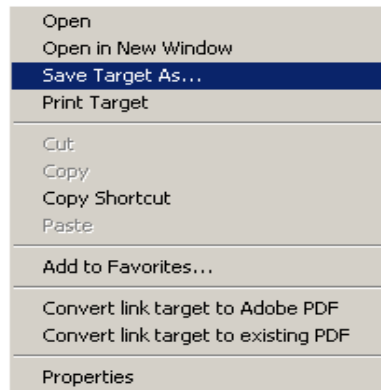 Open
Open in New Window
Save Target As...
Print Target
Cut
Copy
Copy Shortcut
Paste
Add to Favorites...
Convert link target to Adobe PDF
Convert link target to existing PDF
Properties